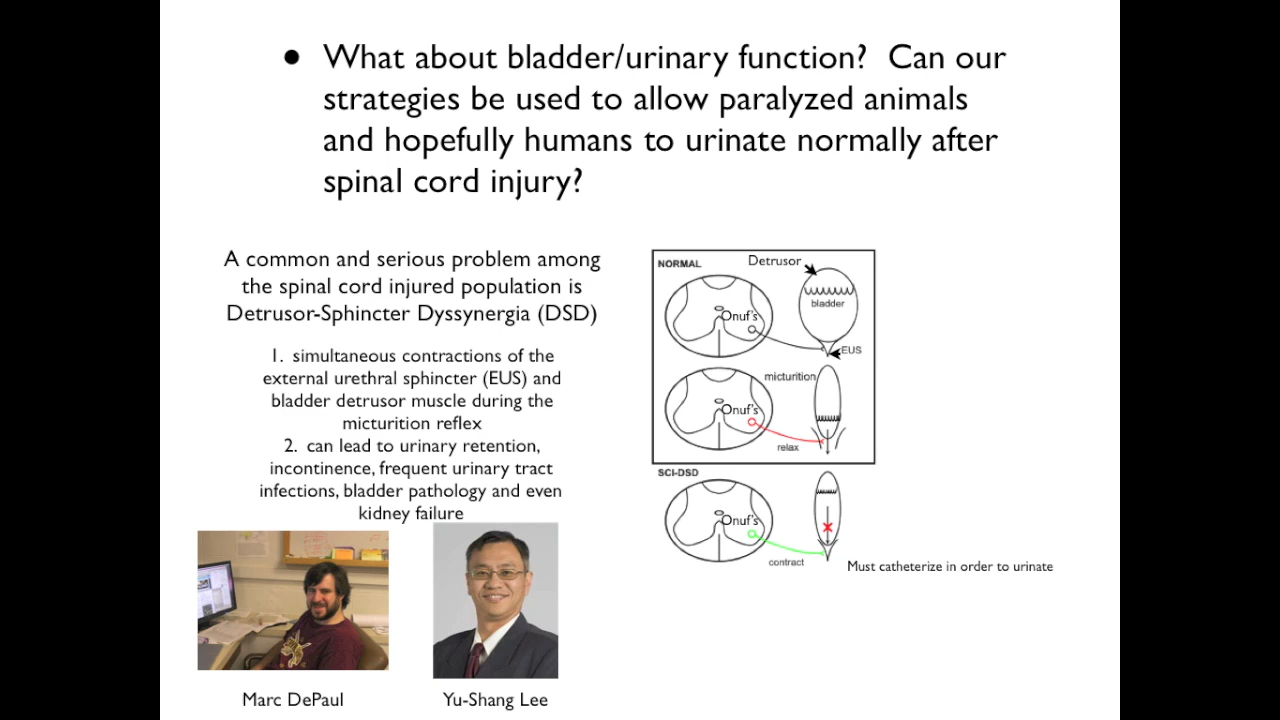 • What about bladder/urinary function?  Can our
strategies be used to allow paralyzed animals
and hopefully humans to urinate normally after
spinal cord injury?
A common and serious problem among
the spinal cord injured population is
Detrusor-Sphincter Dyssynergia (DSD)
1. simultaneous contractions of the
external urethral sphincter (EUS) and
bladder detrusor muscle during the
micturition reflex
2. can lead to urinary retention,
incontinence, frequent urinary tract
infections, bladder pathology and even
kidney failure
NORMAL
Detrusor
bladder
Onuf's
EUS
micturition
Onuf's
relax
SCI-DSD
Onuf's
contract
Must catheterize in order to urinate
Marc DePaul
Yu-Shang Lee